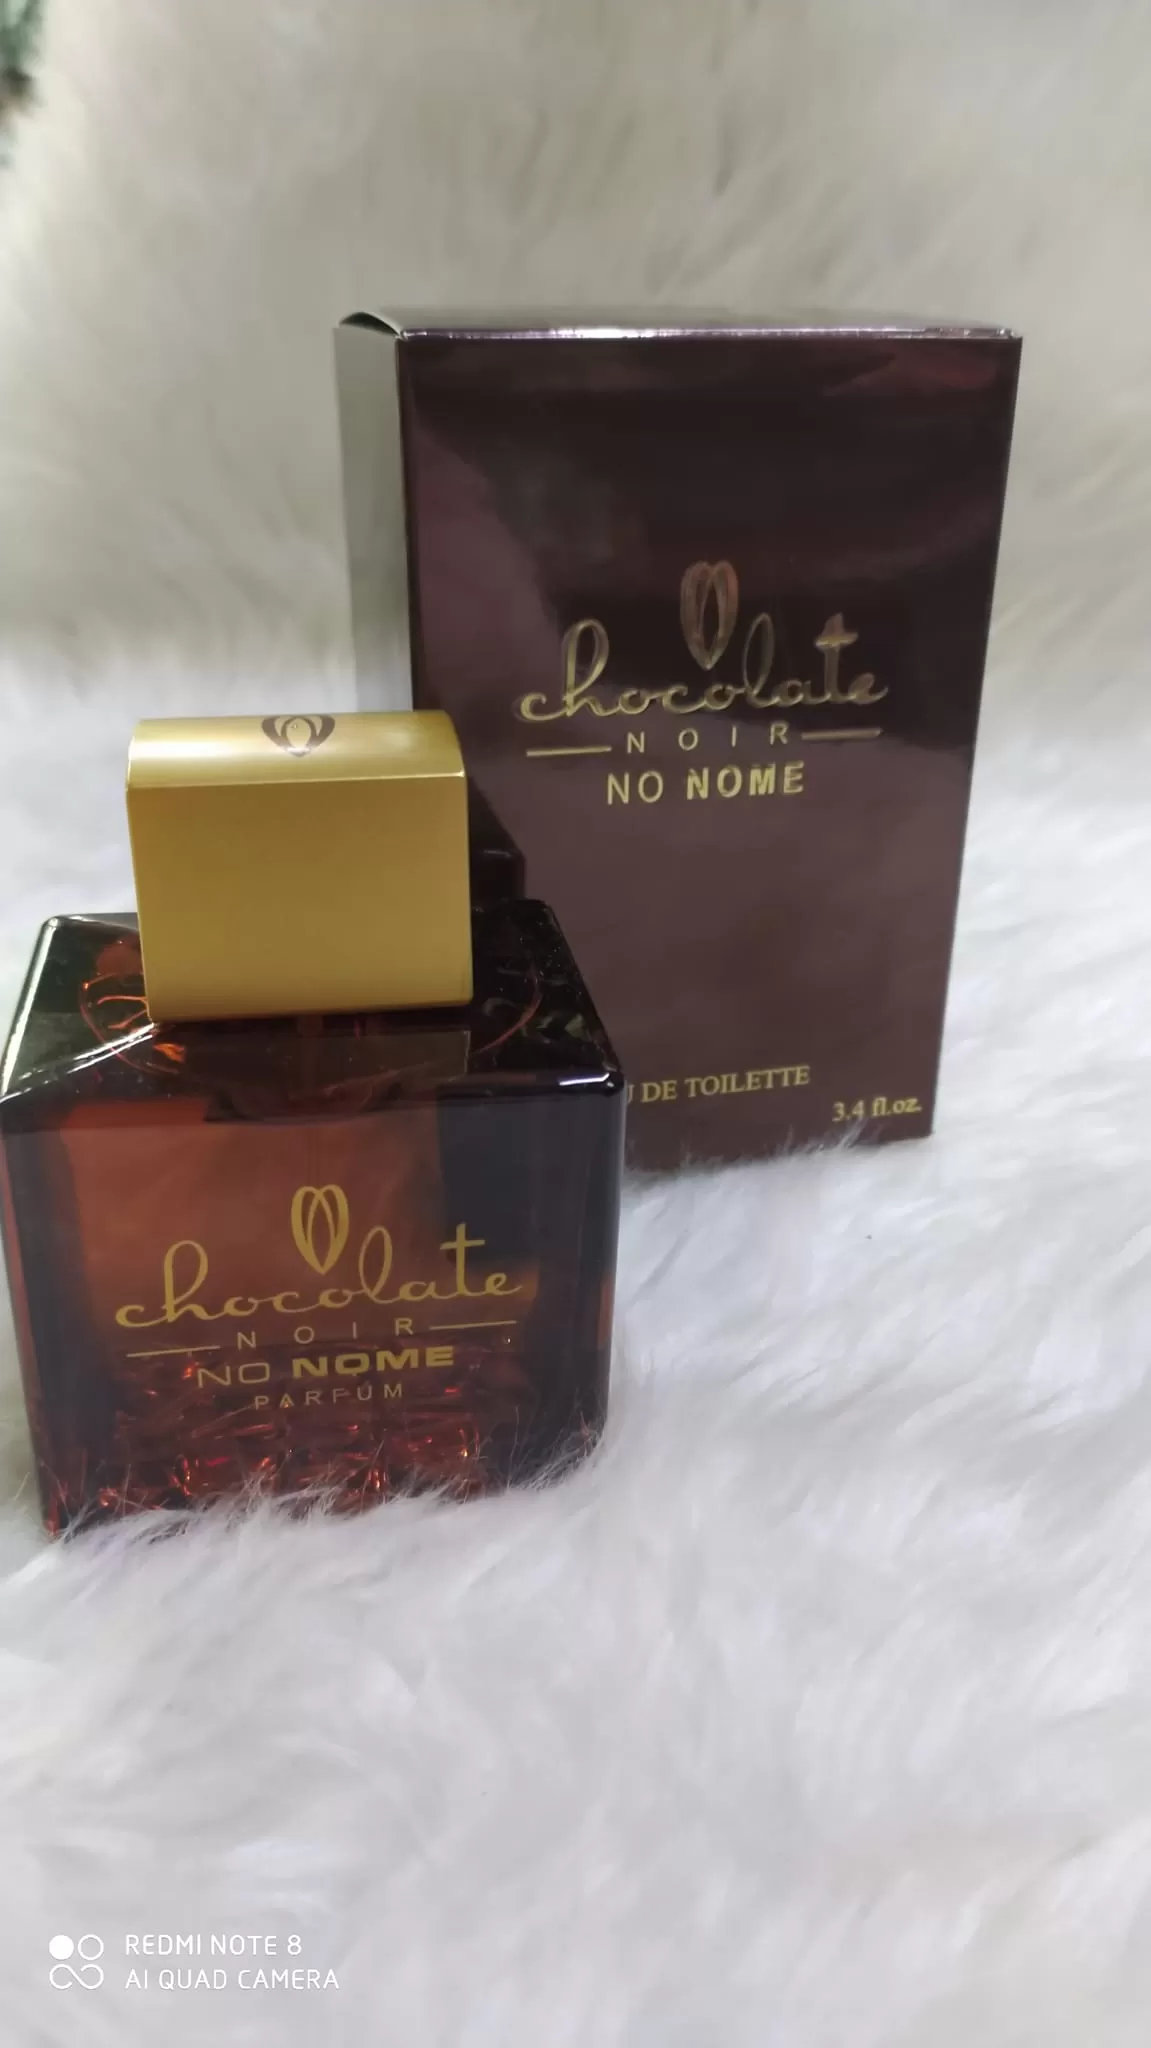 chocolate
NOIR
NO NOME
U DE TOILETTE
3.4 fl.oz.
chocolate
NOIR
NO NOME
PARFUM
REDMI NOTE 8
AI QUAD CAMERA